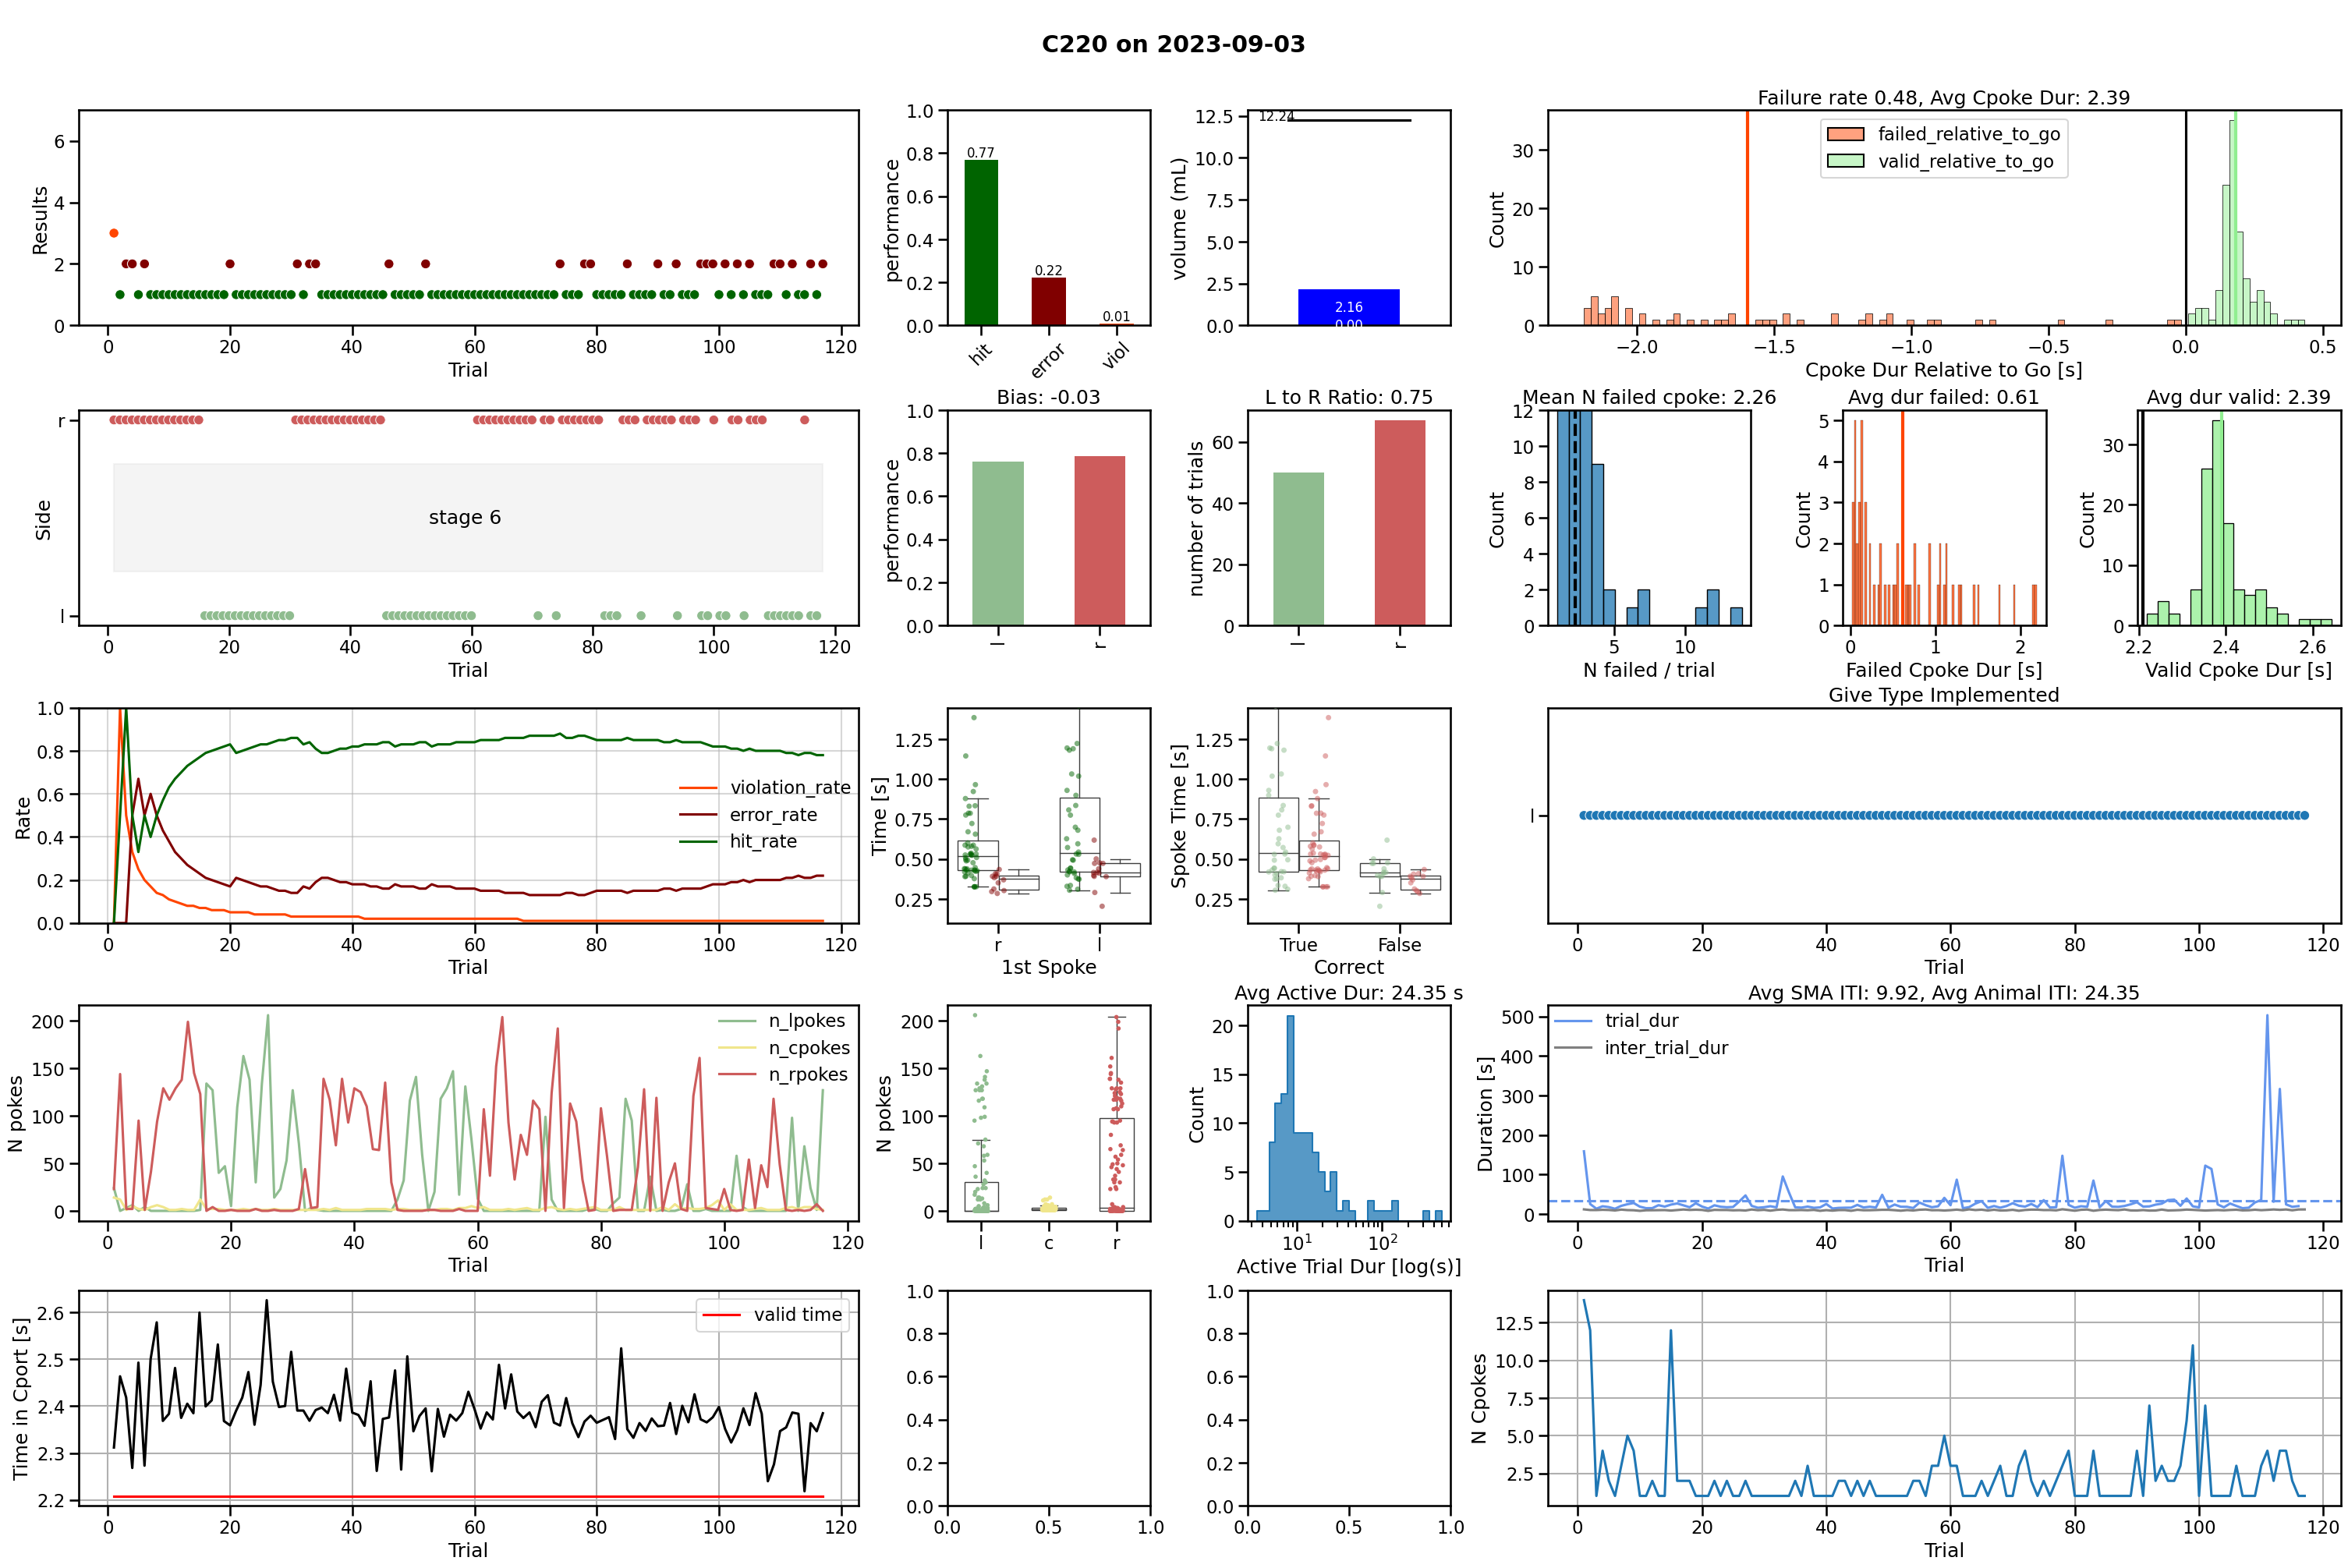 C220 on 2023-09-03
Results
6
4
2
0
0 20 40 60 80 100 120
Trial
performance
1.0
0.8
0.6
0.4
0.2
0.0
0.77
0.22
0.01
hit error viol
volume (mL)
12.5
10.0
7.5
5.0
2.5
0.0
12.24
2.16
0.00
Failure rate 0.48, Avg Cpoke Dur: 2.39
failed_relative_to_go
valid_relative_to_go
Count
30
20
10
0
−2.0 −1.5 −1.0 −0.5 0.0 0.5
Cpoke Dur Relative to Go [s]
Side
r
l
stage 6
0 20 40 60 80 100 120
Trial
Bias: -0.03
performance
1.0
0.8
0.6
0.4
0.2
0.0
l r
L to R Ratio: 0.75
number of trials
60
40
20
0
l r
Mean N failed cpoke: 2.26
Count
12
10
8
6
4
2
0
5 10
N failed / trial
Avg dur failed: 0.61
Count
5
4
3
2
1
0
0 1 2
Failed Cpoke Dur [s]
Avg dur valid: 2.39
Count
30
20
10
0
2.2 2.4 2.6
Valid Cpoke Dur [s]
Rate
1.0
0.8
0.6
0.4
0.2
0.0
violation_rate
error_rate
hit_rate
0 20 40 60 80 100 120
Trial
Time [s]
1.25
1.00
0.75
0.50
0.25
r l
1st Spoke
Spoke Time [s]
1.25
1.00
0.75
0.50
0.25
True False
Correct
Give Type Implemented
l
0 20 40 60 80 100 120
Trial
N pokes
200
150
100
50
0
n_lpokes
n_cpokes
n_rpokes
0 20 40 60 80 100 120
Trial
N pokes
200
150
100
50
0
l c r
Avg Active Dur: 24.35 s
Count
20
15
10
5
0
10¹ 10²
Active Trial Dur [log(s)]
Avg SMA ITI: 9.92, Avg Animal ITI: 24.35
Duration [s]
500
400
300
200
100
0
trial_dur
inter_trial_dur
0 20 40 60 80 100 120
Trial
Time in Cport [s]
2.6
2.5
2.4
2.3
2.2
valid time
0 20 40 60 80 100 120
Trial
1.0
0.8
0.6
0.4
0.2
0.0
0.0 0.5 1.0
1.0
0.8
0.6
0.4
0.2
0.0
0.0 0.5 1.0
N Cpokes
12.5
10.0
7.5
5.0
2.5
0 20 40 60 80 100 120
Trial